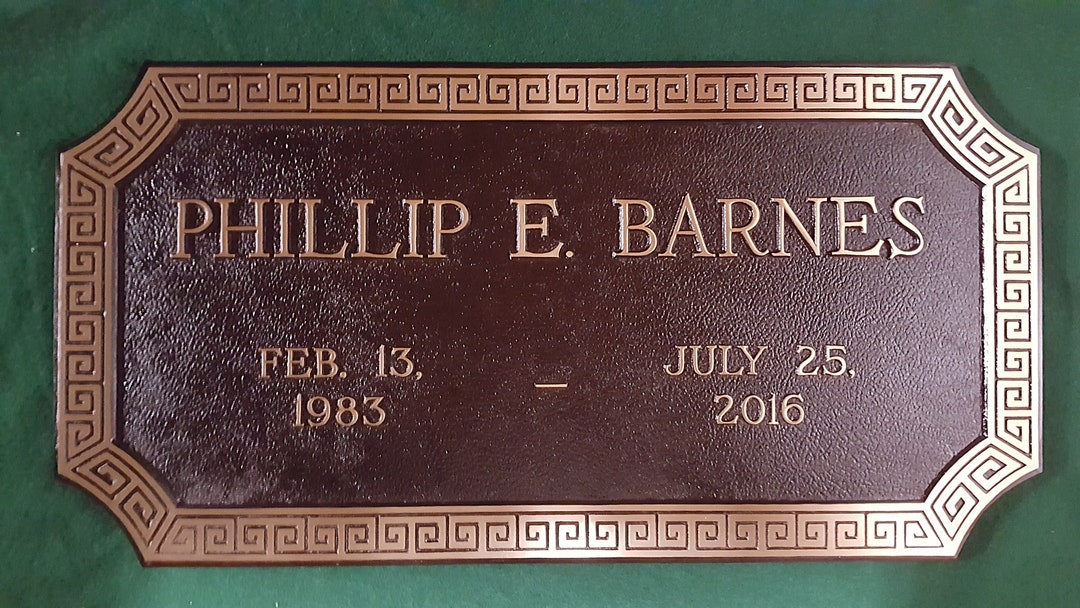 PHILLIP E. BARNES
FEB. 13, – JULY 25,
1983 2016